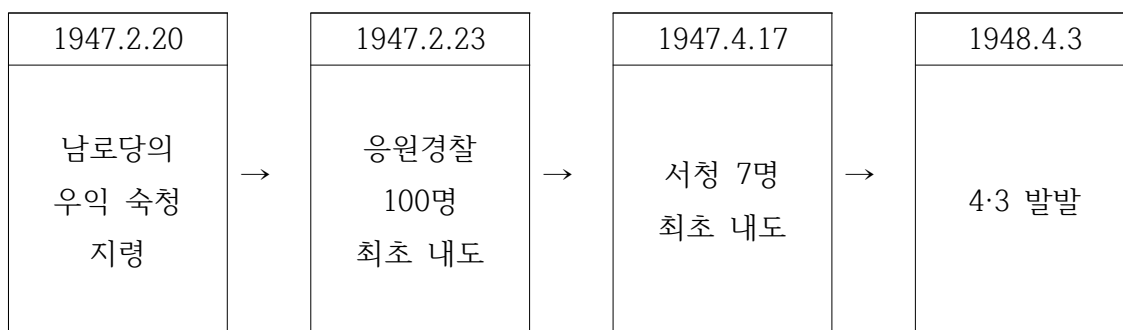 1947.2.20
남로당의
우익 숙청
지령
→
1947.2.23
응원경찰
100명
최초 내도
→
1947.4.17
서청 7명
최초 내도
→
1948.4.3
4·3 발발